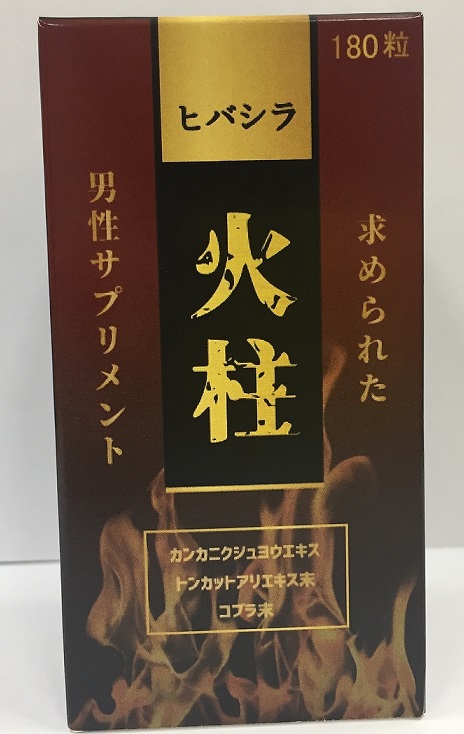 180粒
ヒバシラ
火柱
求められた
男性サプリメント
カンカニクジュヨウエキス
トンカットアリエキス末
コブラ末